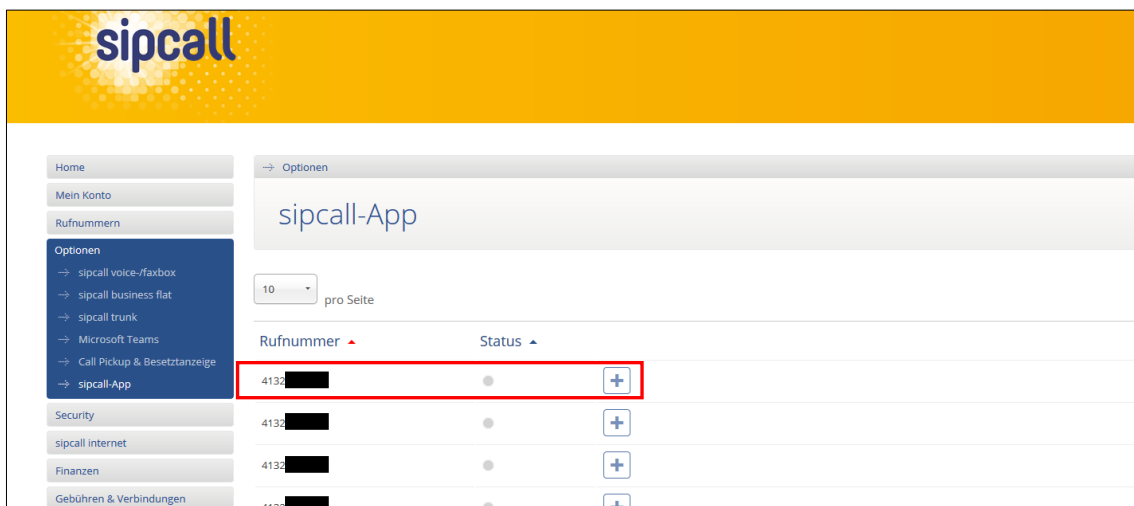 sipcall
Home
Mein Konto
Rufnummern
Optionen
→ sipcall voice-/faxbox
→ sipcall business flat
→ sipcall trunk
→ Microsoft Teams
→ Call Pickup & Besetztanzeige
→ sipcall-App
Security
sipcall internet
Finanzen
Gebühren & Verbindungen
→ Optionen
sipcall-App
10 pro Seite
Rufnummer Status
4132
4132
4132
4132